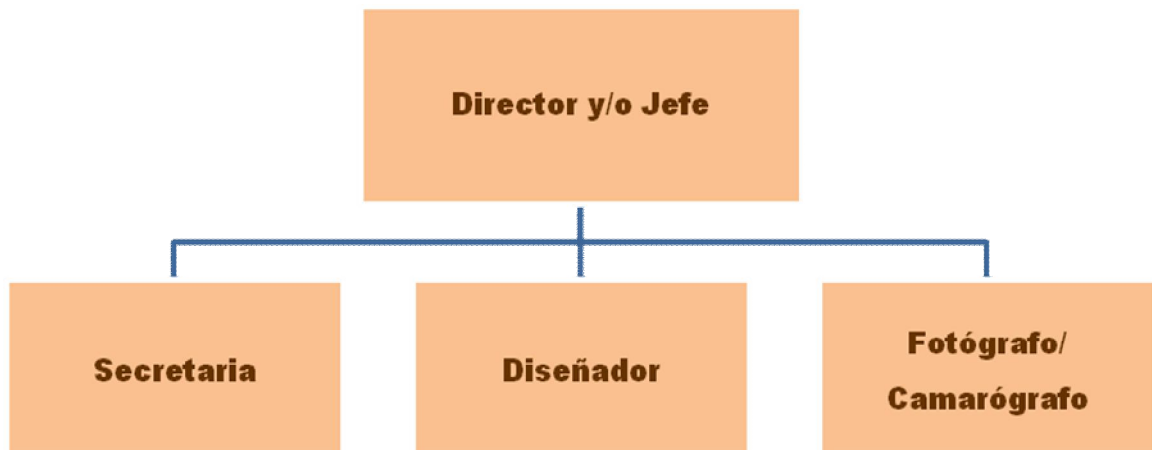 Director y/o Jefe
Secretaria
Diseñador
Fotógrafo/
Camarógrafo